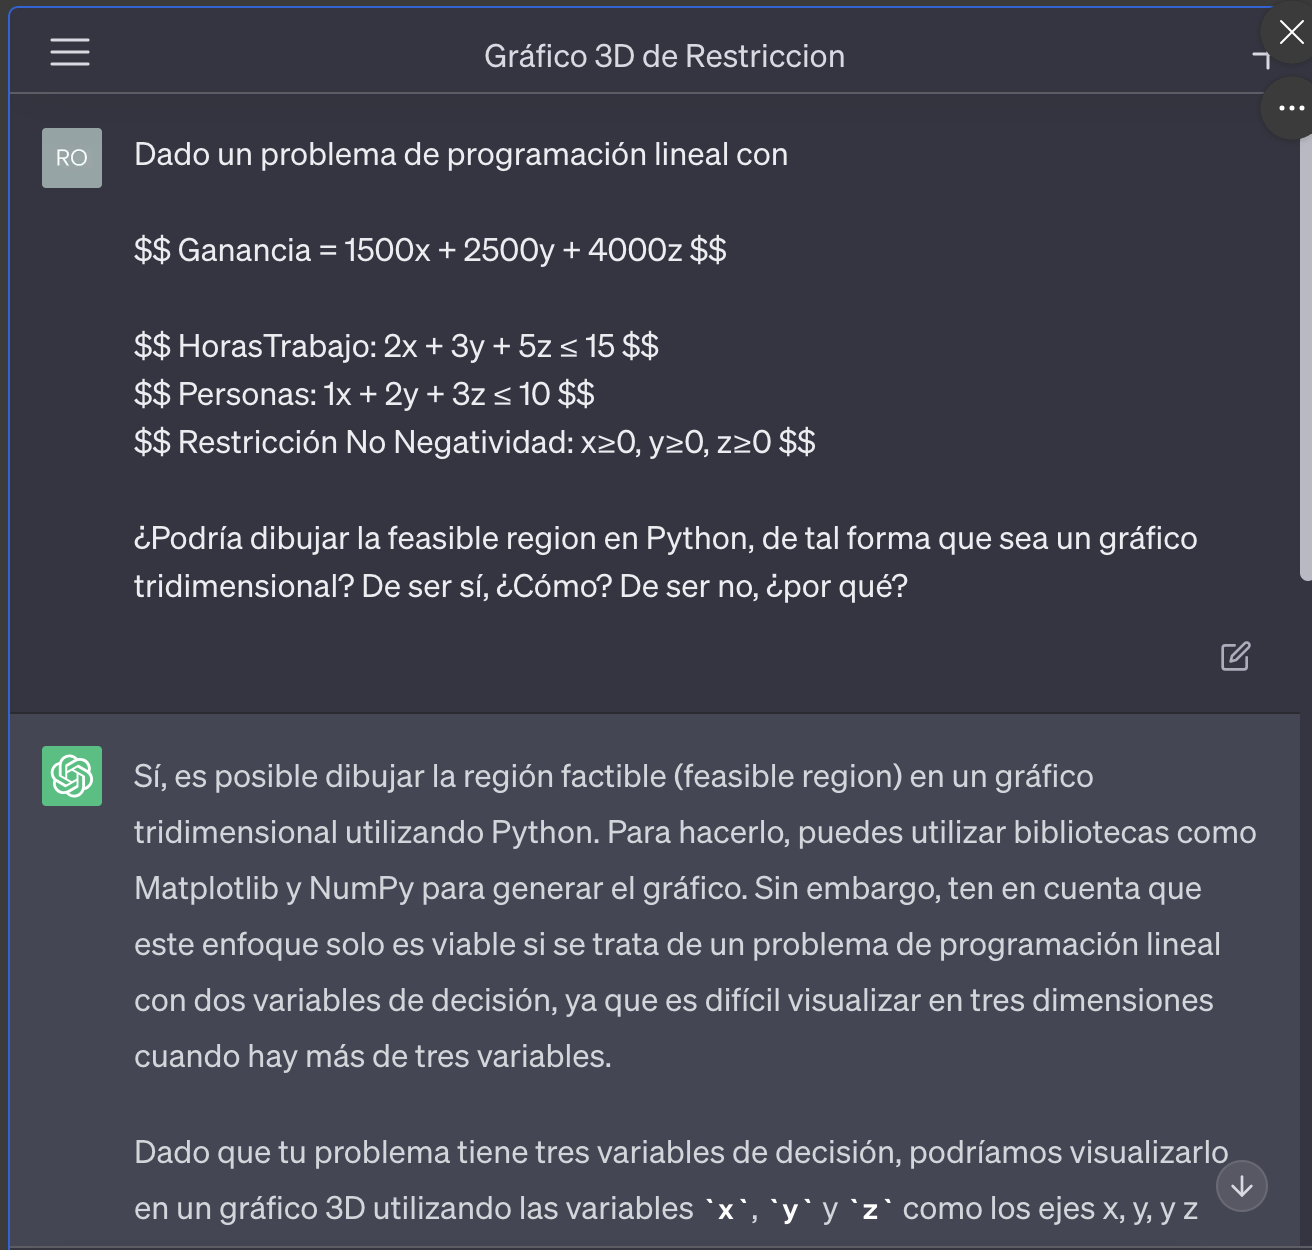 Gráfico 3D de Restriccion
RO
Dado un problema de programación lineal con
$$ Ganancia = 1500x + 2500y + 4000z $$
$$ HorasTrabajo: 2x + 3y + 5z ≤ 15 $$
$$ Personas: 1x + 2y + 3z ≤ 10 $$
$$ Restricción No Negatividad: x≥0, y≥0, z≥0 $$
¿Podría dibujar la feasible region en Python, de tal forma que sea un gráfico
tridimensional? De ser sí, ¿Cómo? De ser no, ¿por qué?
Sí, es posible dibujar la región factible (feasible region) en un gráfico
tridimensional utilizando Python. Para hacerlo, puedes utilizar bibliotecas como
Matplotlib y NumPy para generar el gráfico. Sin embargo, ten en cuenta que
este enfoque solo es viable si se trata de un problema de programación lineal
con dos variables de decisión, ya que es difícil visualizar en tres dimensiones
cuando hay más de tres variables.
Dado que tu problema tiene tres variables de decisión, podríamos visualizarlo
en un gráfico 3D utilizando las variables `x`, `y` y `z` como los ejes x, y, y z